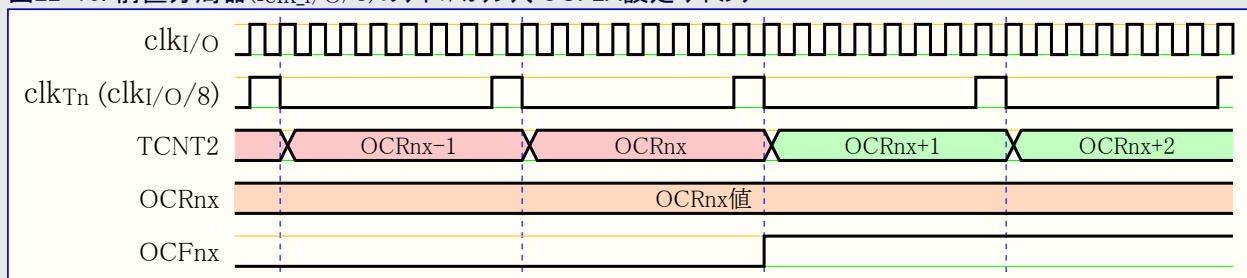 clkI/O
clkTn (clkI/O/8)
TCNT2 OCRnx-1 OCRnx OCRnx+1 OCRnx+2
OCRnx OCRnx値
OCFnx